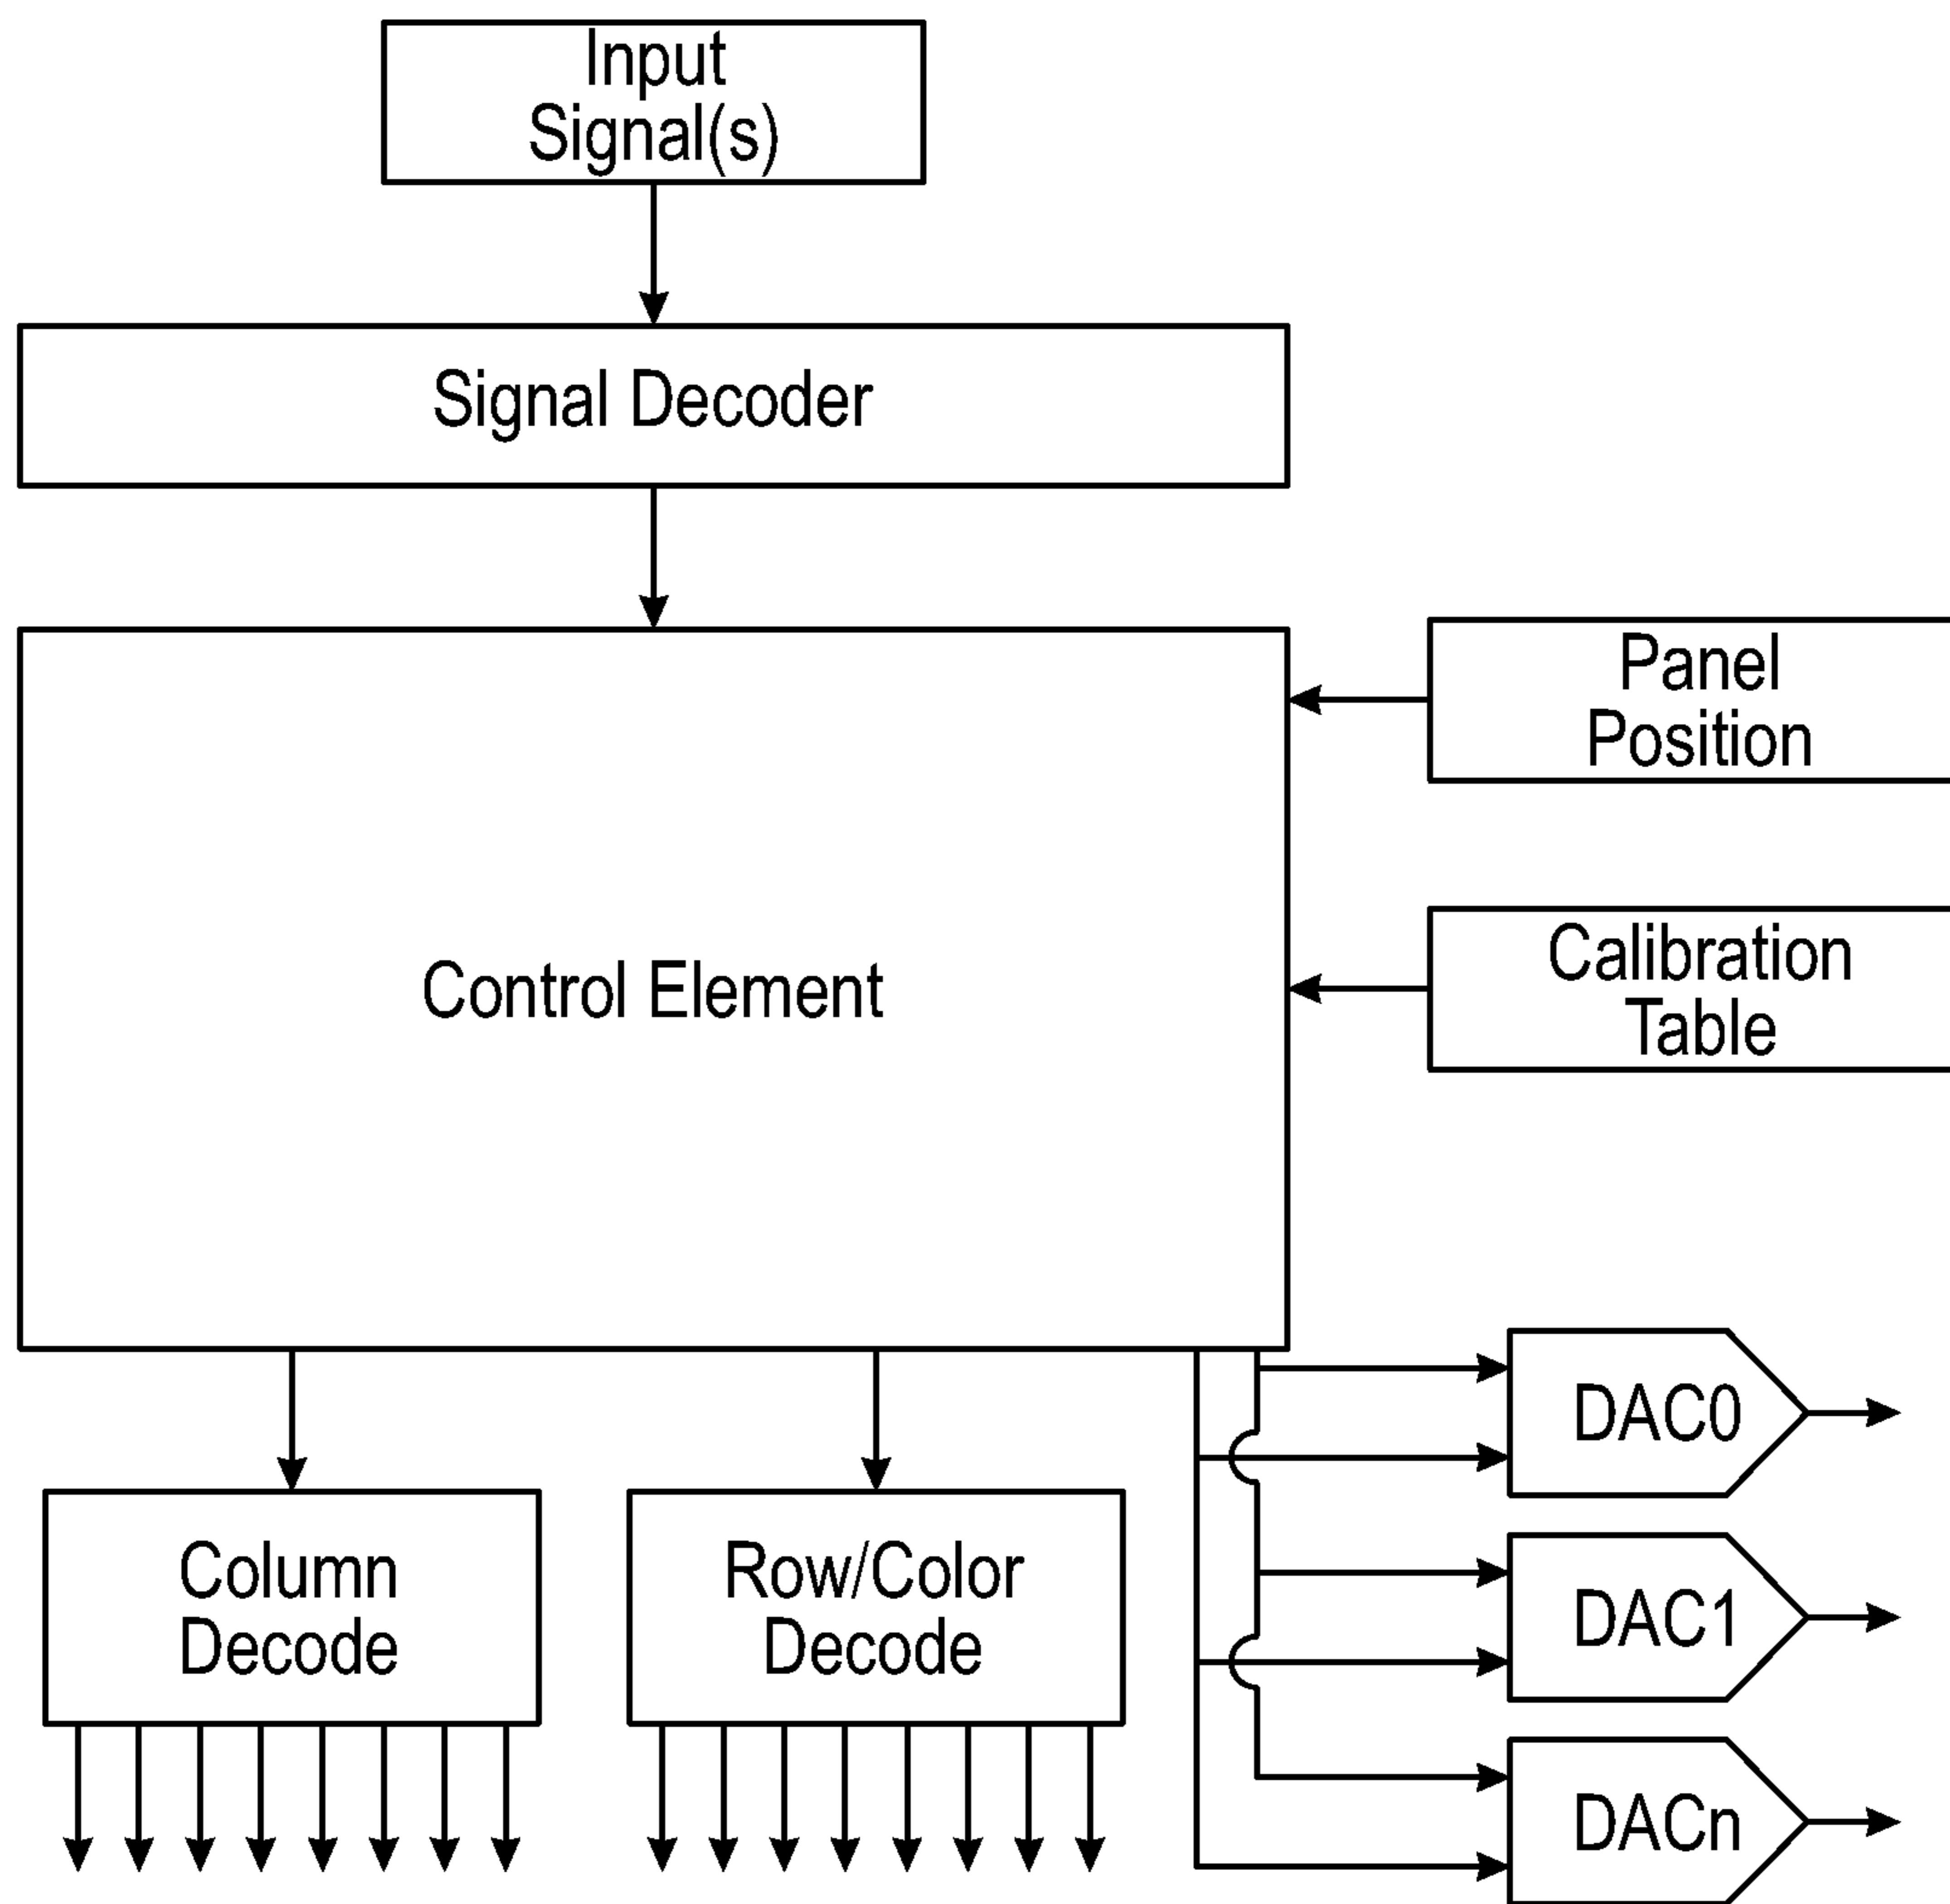 Input
Signal(s)
Signal Decoder
Panel
Position
Control Element
Calibration
Table
DAC0
Column
Decode
Row/Color
Decode
DAC1
DACn